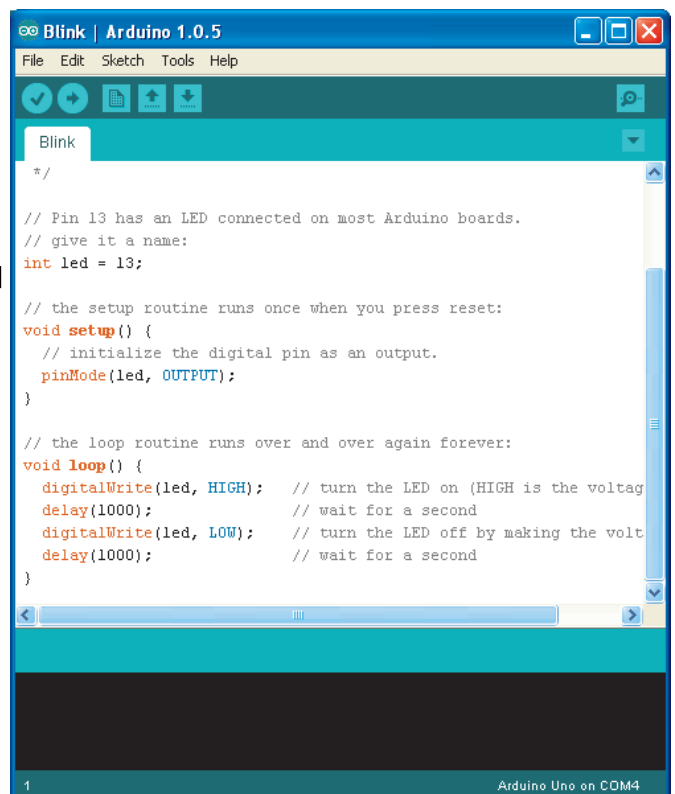 Blink | Arduino 1.0.5
File Edit Sketch Tools Help
Blink
*/
// Pin 13 has an LED connected on most Arduino boards.
// give it a name:
int led = 13;
// the setup routine runs once when you press reset:
void setup() {
  // initialize the digital pin as an output.
  pinMode(led, OUTPUT);
}
// the loop routine runs over and over again forever:
void loop() {
  digitalWrite(led, HIGH);   // turn the LED on (HIGH is the voltag
  delay(1000);               // wait for a second
  digitalWrite(led, LOW);    // turn the LED off by making the volt
  delay(1000);               // wait for a second
}
1 Arduino Uno on COM4